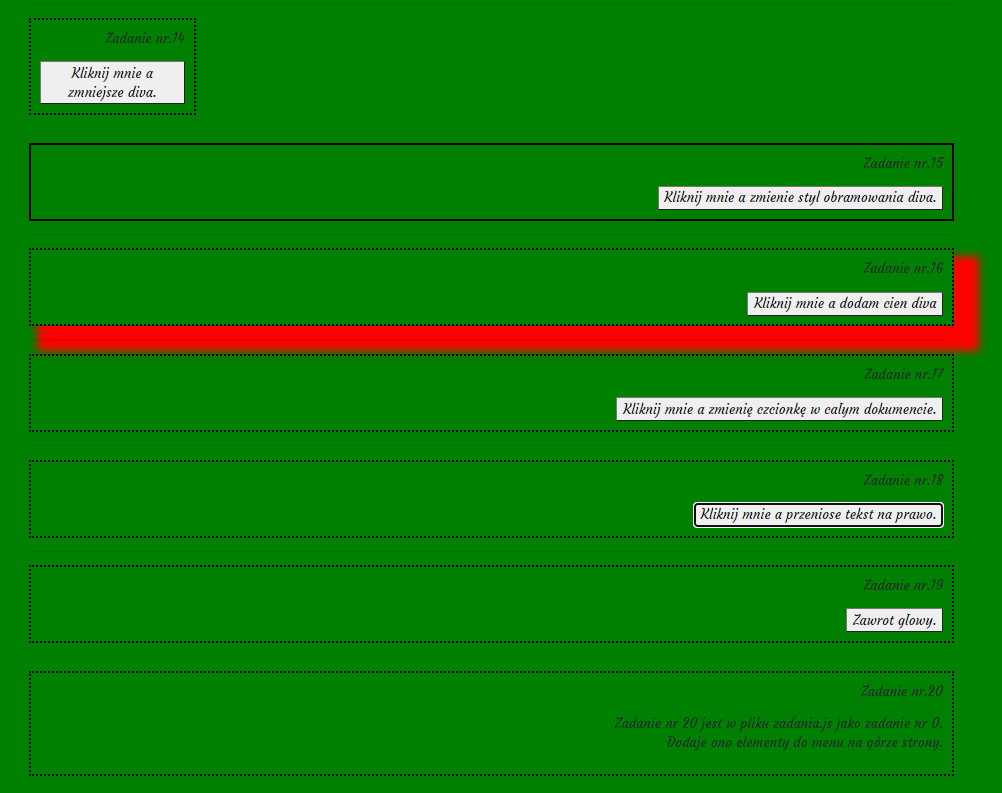 Zadanie nr.14
Kliknij mnie a
zmniejsze diva.
Zadanie nr.15
Kliknij mnie a zmienie styl obramowania diva.
Zadanie nr.16
Kliknij mnie a dodam cien diva
Zadanie nr.17
Kliknij mnie a zmienię czcionkę w całym dokumencie.
Zadanie nr.18
Kliknij mnie a przeniose tekst na prawo.
Zadanie nr.19
Zawrot glowy.
Zadanie nr.20
Zadanie nr 20 jest w pliku zadania.js jako zadanie nr 0.
Dodaje ono elementy do menu na górze strony.